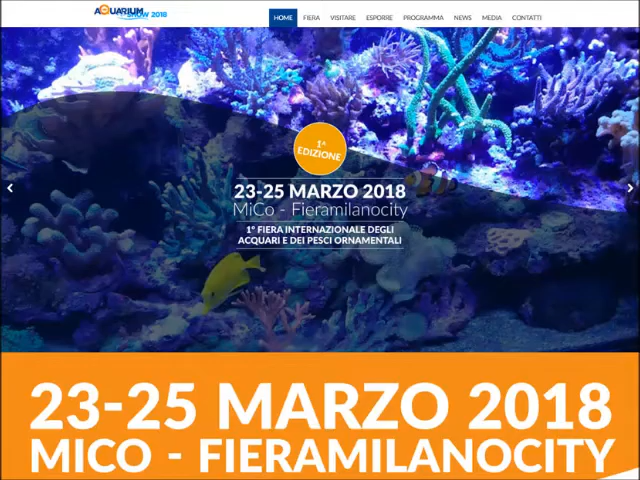 AQUARIUM
SHOW 2018
HOME FIERA VISITARE ESPORRE PROGRAMMA NEWS MEDIA CONTATTI
1ª
EDIZIONE
23-25 MARZO 2018
MiCo - Fieramilanocity
1° FIERA INTERNAZIONALE DEGLI
ACQUARI E DEI PESCI ORNAMENTALI
23-25 MARZO 2018
MICO - FIERAMILANOCITY